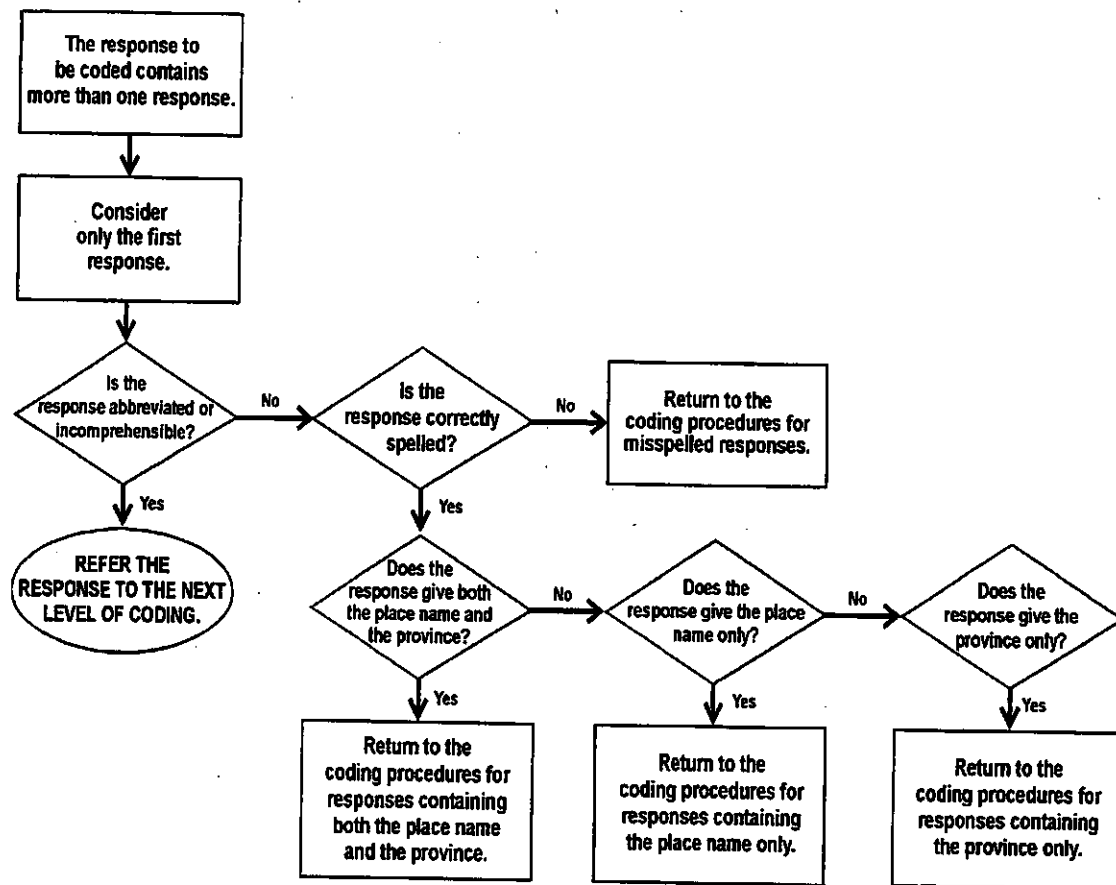 The response to
be coded contains
more than one response.
Consider
only the first
response.
Is the
response abbreviated or
incomprehensible?
No
Is the
response correctly
spelled?
No
Return to the
coding procedures for
misspelled responses.
Yes
Yes
REFER THE
RESPONSE TO THE NEXT
LEVEL OF CODING.
Does the
response give both
the place name and
the province?
No
Does the
response give the place
name only?
No
Does the
response give the
province only?
Yes
Yes
Yes
Return to the
coding procedures for
responses containing
both the place name
and the province.
Return to the
coding procedures for
responses containing
the place name only.
Return to the
coding procedures for
responses containing
the province only.